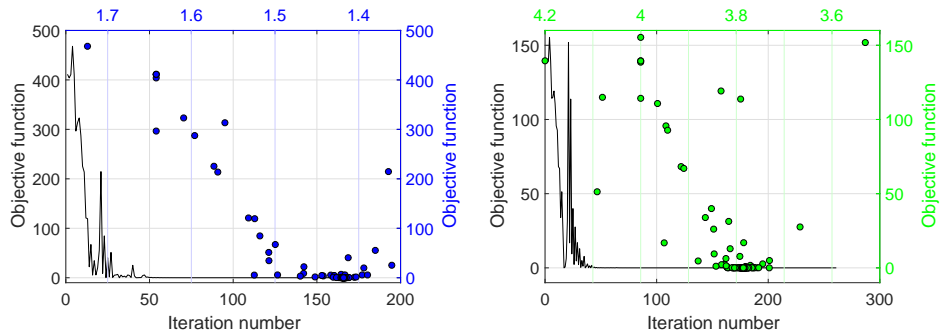 1.7 1.6 1.5 1.4
500 500
400 400
300 300
200 200
100 100
0 0
Objective function
Objective function
0 50 100 150 200
Iteration number
4.2 4 3.8 3.6
150 150
100 100
50 50
0 0
Objective function
Objective function
0 100 200 300
Iteration number